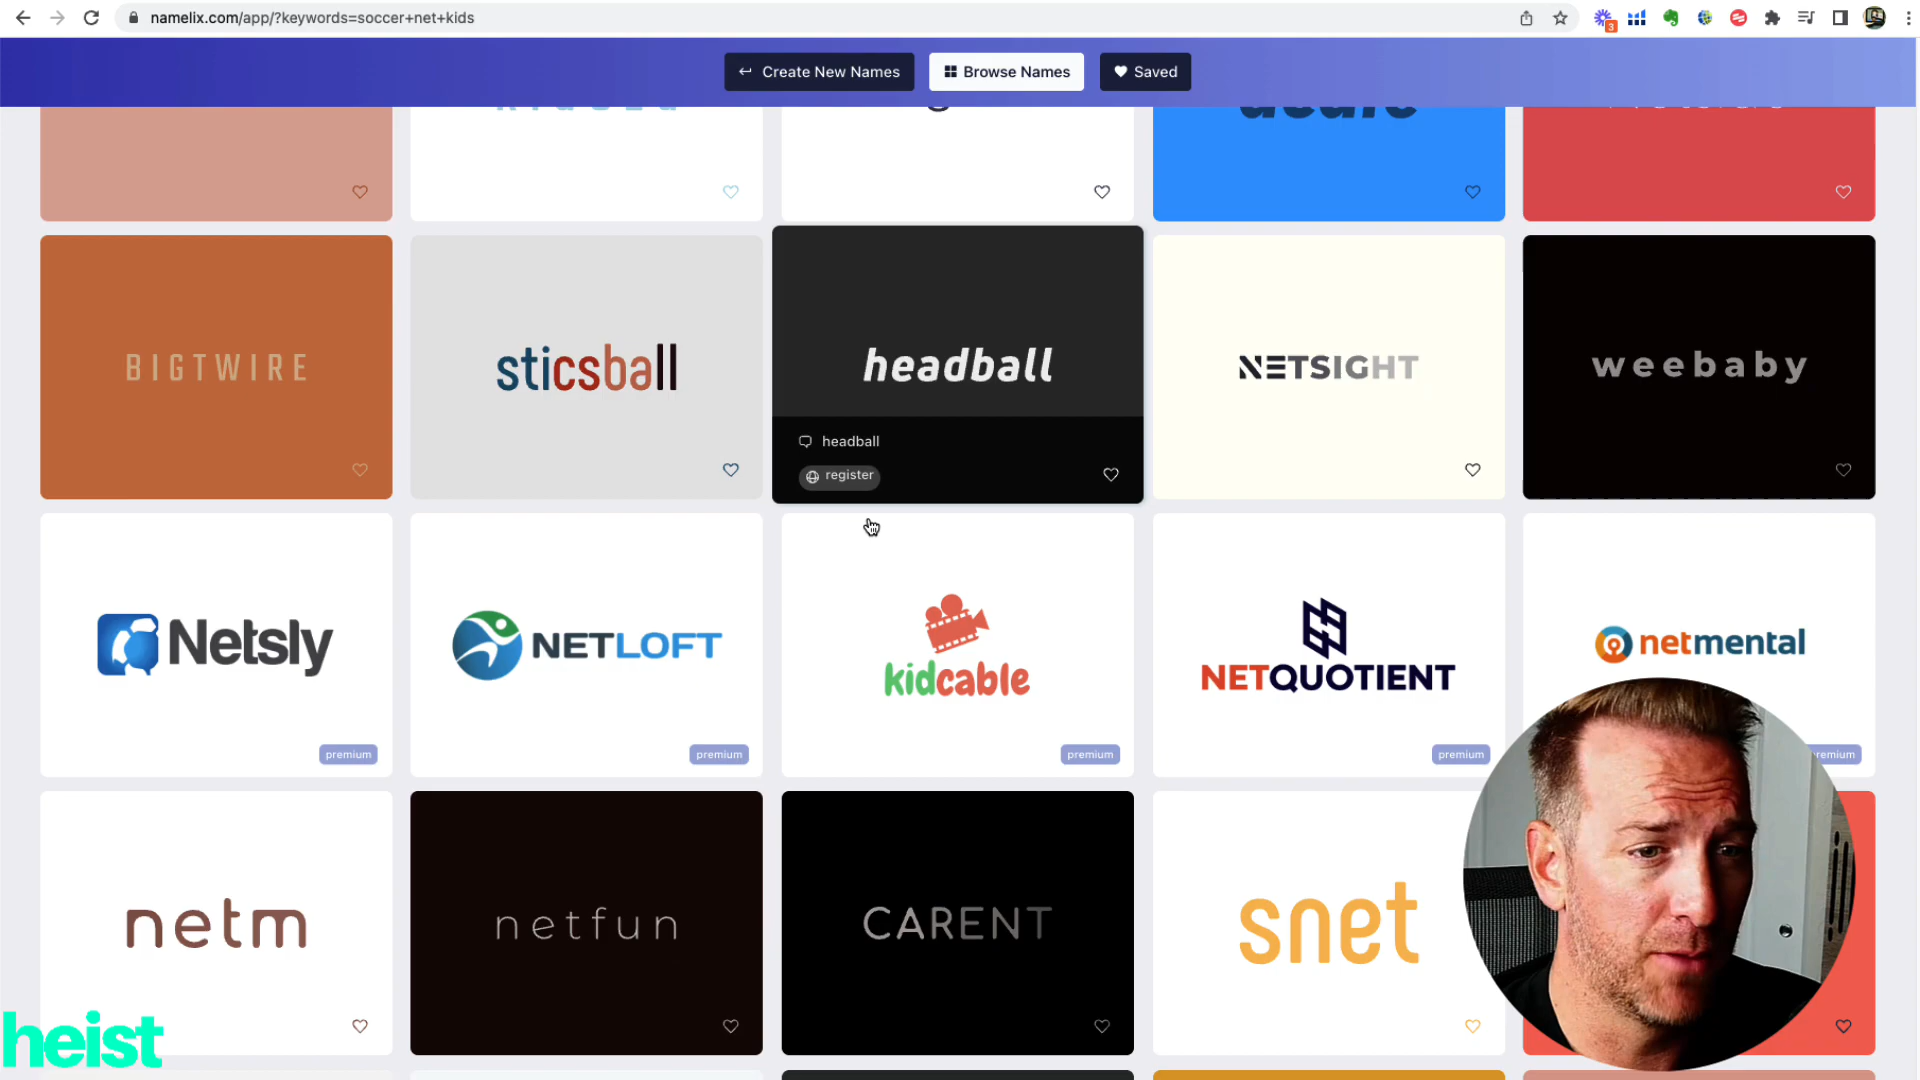 namelix.com/app/?keywords=soccer+net+kids
3
Create New Names
Browse Names
Saved
BIGTWIRE
sticsball
headball
headball
register
NETSIGHT
weebaby
Netsly
premium
NETLOFT
premium
kidcable
premium
NETQUOTIENT
premium
netmental
netm
netfun
CARENT
snet
heist